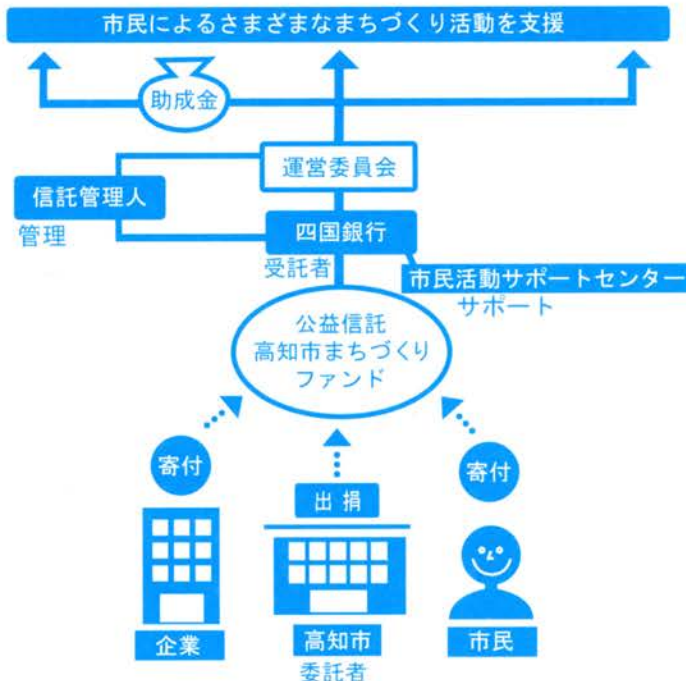 市民によるさまざまなまちづくり活動を支援
助成金
運営委員会
信託管理人
管理
四国銀行
受託者
市民活動サポートセンター
サポート
公益信託
高知市まちづくり
ファンド
寄付
出捐
寄付
企業
高知市
委託者
市民